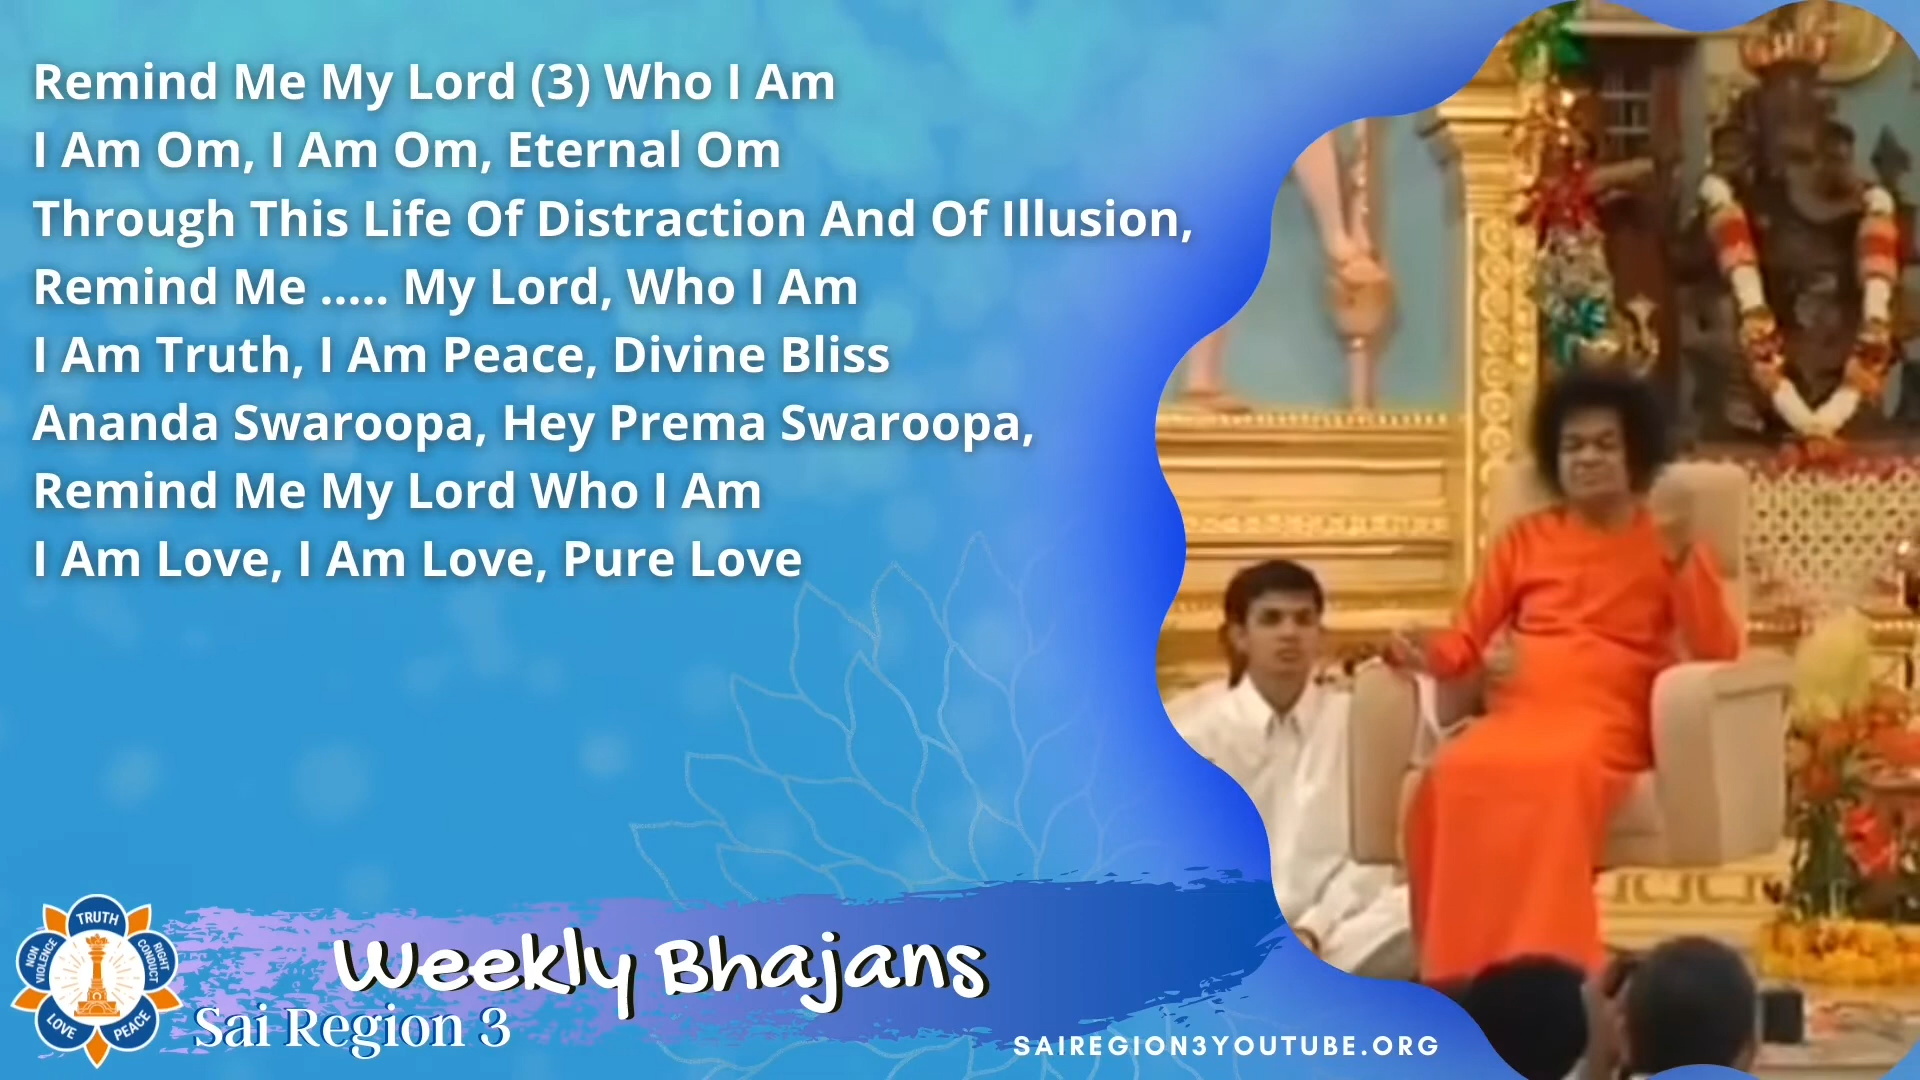 Remind Me My Lord (3) Who I Am
I Am Om, I Am Om, Eternal Om
Through This Life Of Distraction And Of Illusion,
Remind Me ..... My Lord, Who I Am
I Am Truth, I Am Peace, Divine Bliss
Ananda Swaroopa, Hey Prema Swaroopa,
Remind Me My Lord Who I Am
I Am Love, I Am Love, Pure Love
TRUTH
RIGHT CONDUCT
PEACE
LOVE
NON VIOLENCE
Weekly Bhajans
Sai Region 3
SAIREGION3YOUTUBE.ORG